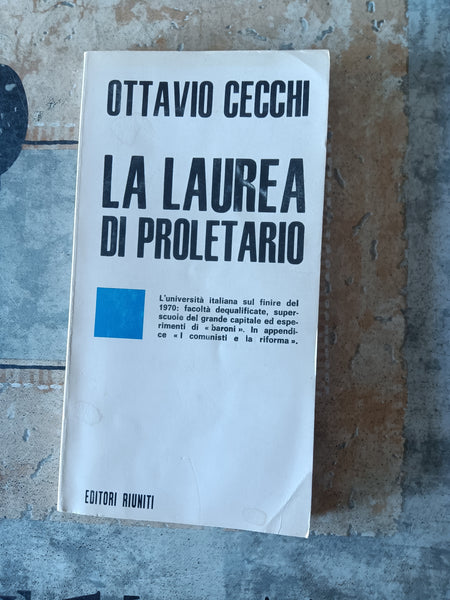 OTTAVIO CECCHI
LA LAUREA
DI PROLETARIO
L'università italiana sul finire del
1970: facoltà dequalificate, super-
scuole del grande capitale ed espe-
rimenti di « baroni ». In appendi-
ce « I comunisti e la riforma ».
EDITORI RIUNITI